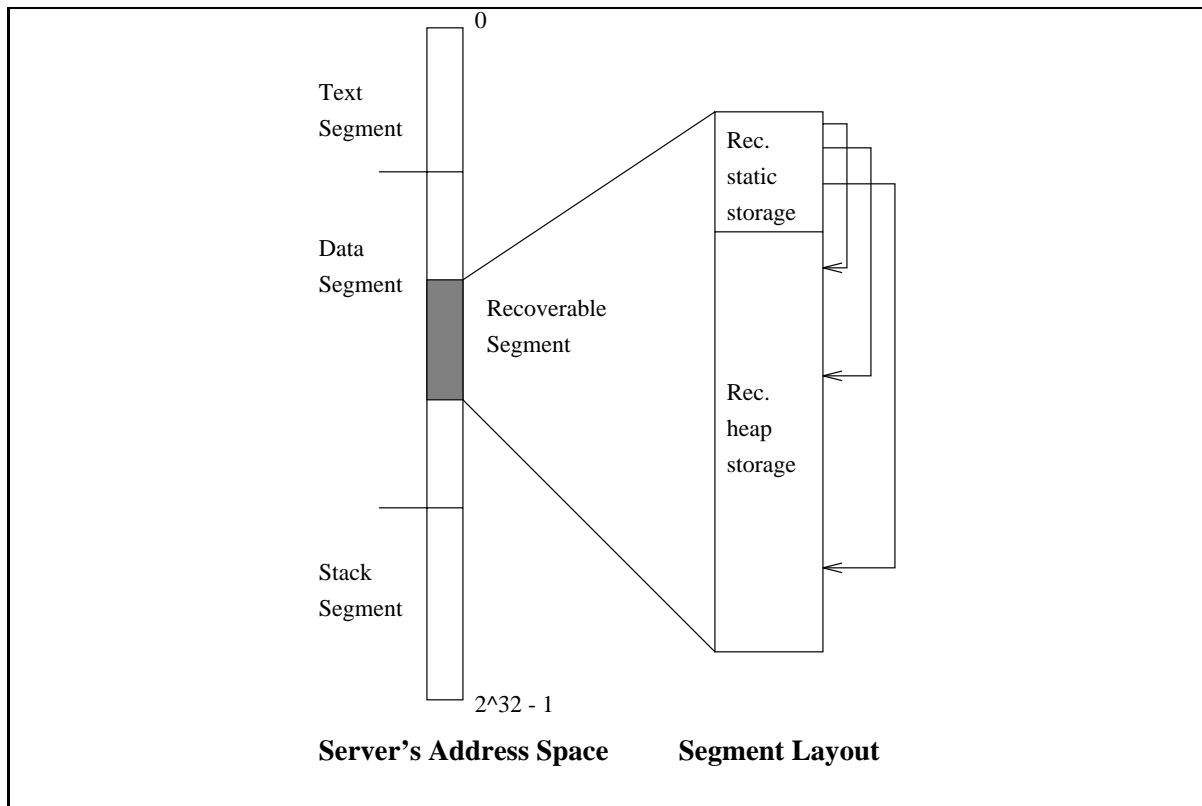 0
Text
Segment
Data
Segment
Recoverable
Segment
Stack
Segment
2^32 - 1
Rec.
static
storage
Rec.
heap
storage
Server's Address Space
Segment Layout